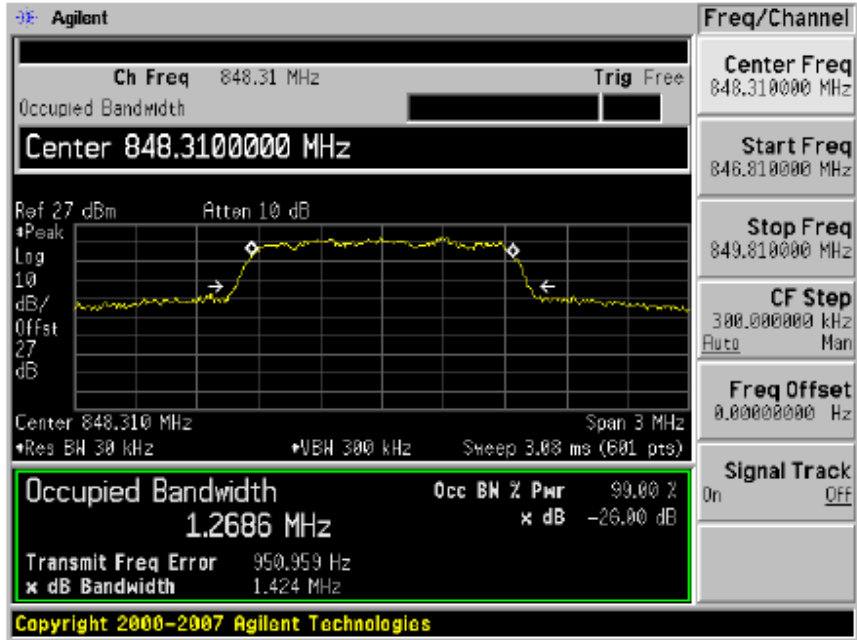 Agilent
Freq/Channel
Ch Freq 848.31 MHz Trig Free
Occupied Bandwidth
Center 848.3100000 MHz
Ref 27 dBm Atten 10 dB
#Peak
Log
10
dB/
Offst
27
dB
Center 848.310 MHz Span 3 MHz
#Res BW 30 kHz #VBW 300 kHz Sweep 3.08 ms (601 pts)
Occupied Bandwidth
1.2686 MHz
Occ BW % Pwr 99.00 %
x dB -26.00 dB
Transmit Freq Error 950.959 Hz
x dB Bandwidth 1.424 MHz
Copyright 2000-2007 Agilent Technologies
Center Freq
848.310000 MHz
Start Freq
846.810000 MHz
Stop Freq
849.810000 MHz
CF Step
300.000000 kHz
Auto Man
Freq Offset
0.00000000 Hz
Signal Track
On Off